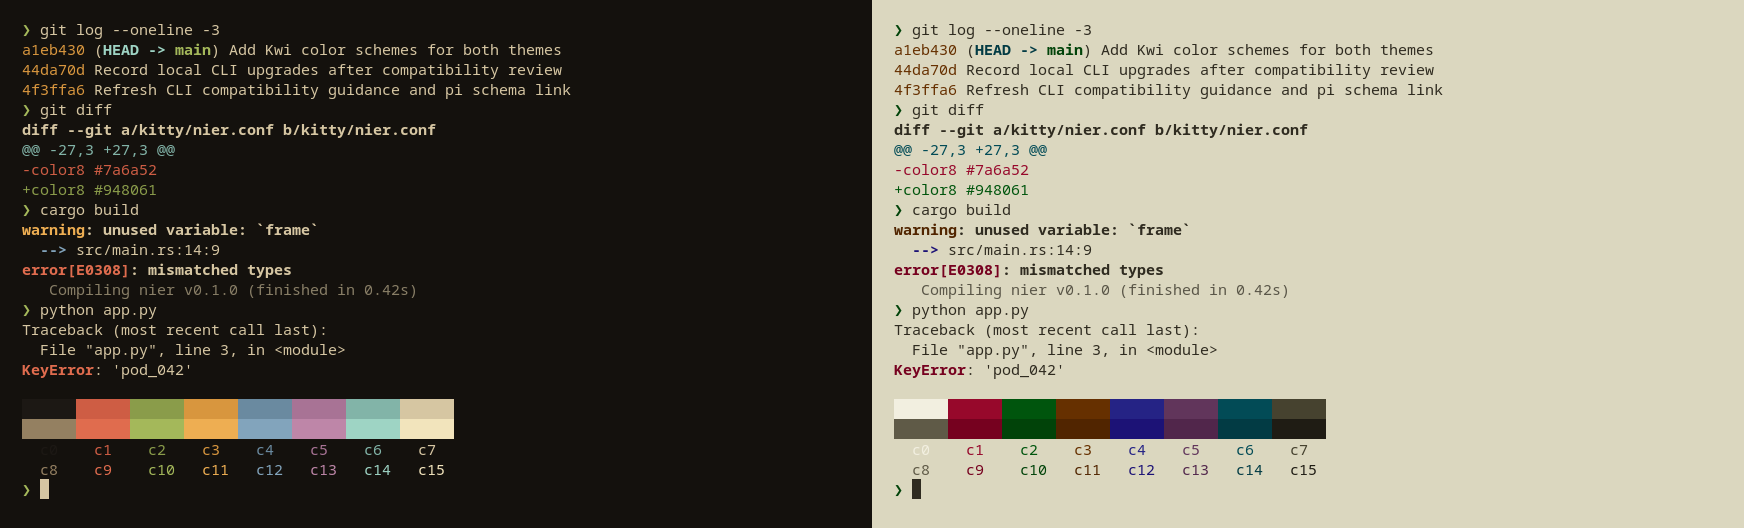 ❯ git log --oneline -3
a1eb430 (HEAD -> main) Add Kwi color schemes for both themes
44da70d Record local CLI upgrades after compatibility review
4f3ffa6 Refresh CLI compatibility guidance and pi schema link
❯ git diff
diff --git a/kitty/nier.conf b/kitty/nier.conf
@@ -27,3 +27,3 @@
-color8 #7a6a52
+color8 #948061
❯ cargo build
warning: unused variable: `frame`
  --> src/main.rs:14:9
error[E0308]: mismatched types
   Compiling nier v0.1.0 (finished in 0.42s)
❯ python app.py
Traceback (most recent call last):
  File "app.py", line 3, in <module>
KeyError: 'pod_042'
c0 c1 c2 c3 c4 c5 c6 c7
c8 c9 c10 c11 c12 c13 c14 c15
❯
❯ git log --oneline -3
a1eb430 (HEAD -> main) Add Kwi color schemes for both themes
44da70d Record local CLI upgrades after compatibility review
4f3ffa6 Refresh CLI compatibility guidance and pi schema link
❯ git diff
diff --git a/kitty/nier.conf b/kitty/nier.conf
@@ -27,3 +27,3 @@
-color8 #7a6a52
+color8 #948061
❯ cargo build
warning: unused variable: `frame`
  --> src/main.rs:14:9
error[E0308]: mismatched types
   Compiling nier v0.1.0 (finished in 0.42s)
❯ python app.py
Traceback (most recent call last):
  File "app.py", line 3, in <module>
KeyError: 'pod_042'
c0 c1 c2 c3 c4 c5 c6 c7
c8 c9 c10 c11 c12 c13 c14 c15
❯